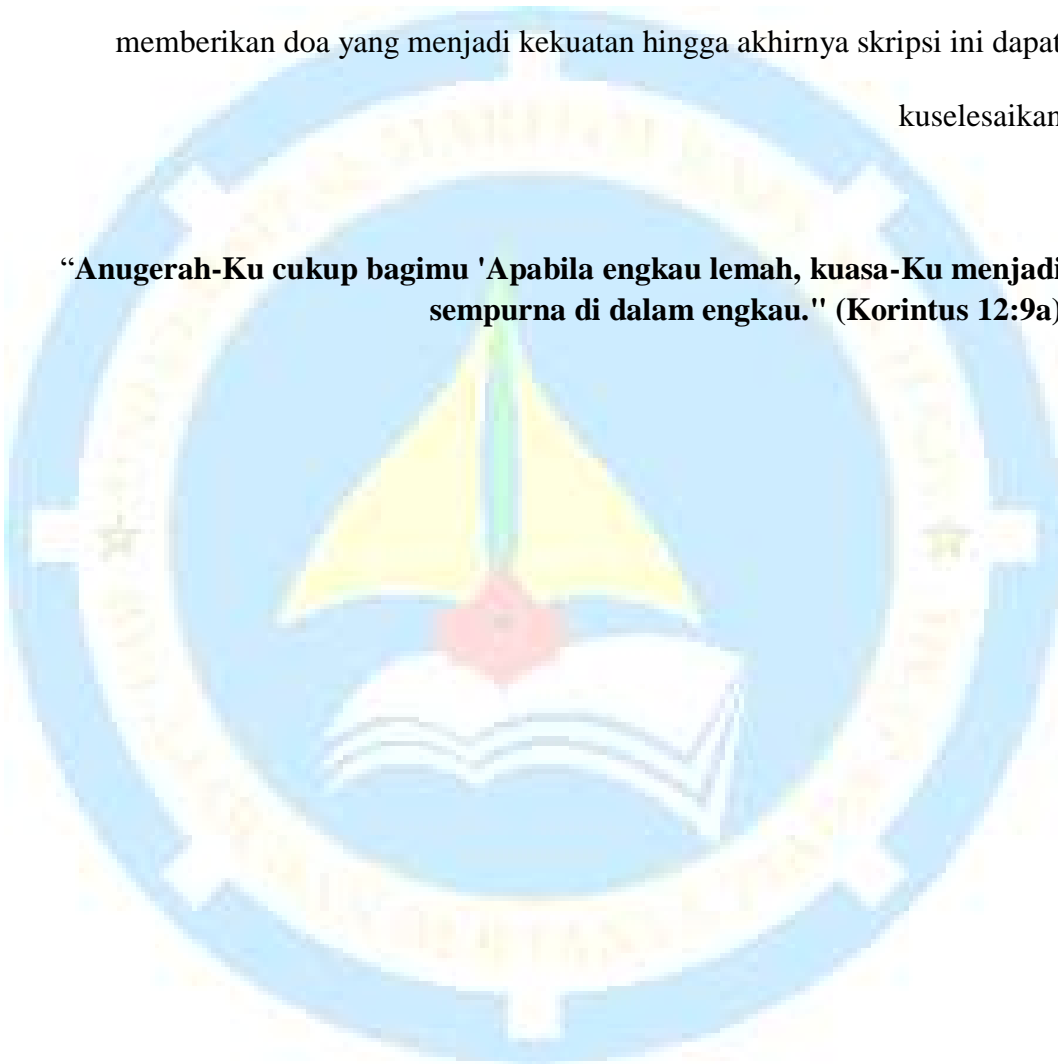 memberikan doa yang menjadi kekuatan hingga akhirnya skripsi ini dapat
kuselesaikan
“Anugerah-Ku cukup bagimu 'Apabila engkau lemah, kuasa-Ku menjadi
sempurna di dalam engkau." (Korintus 12:9a)